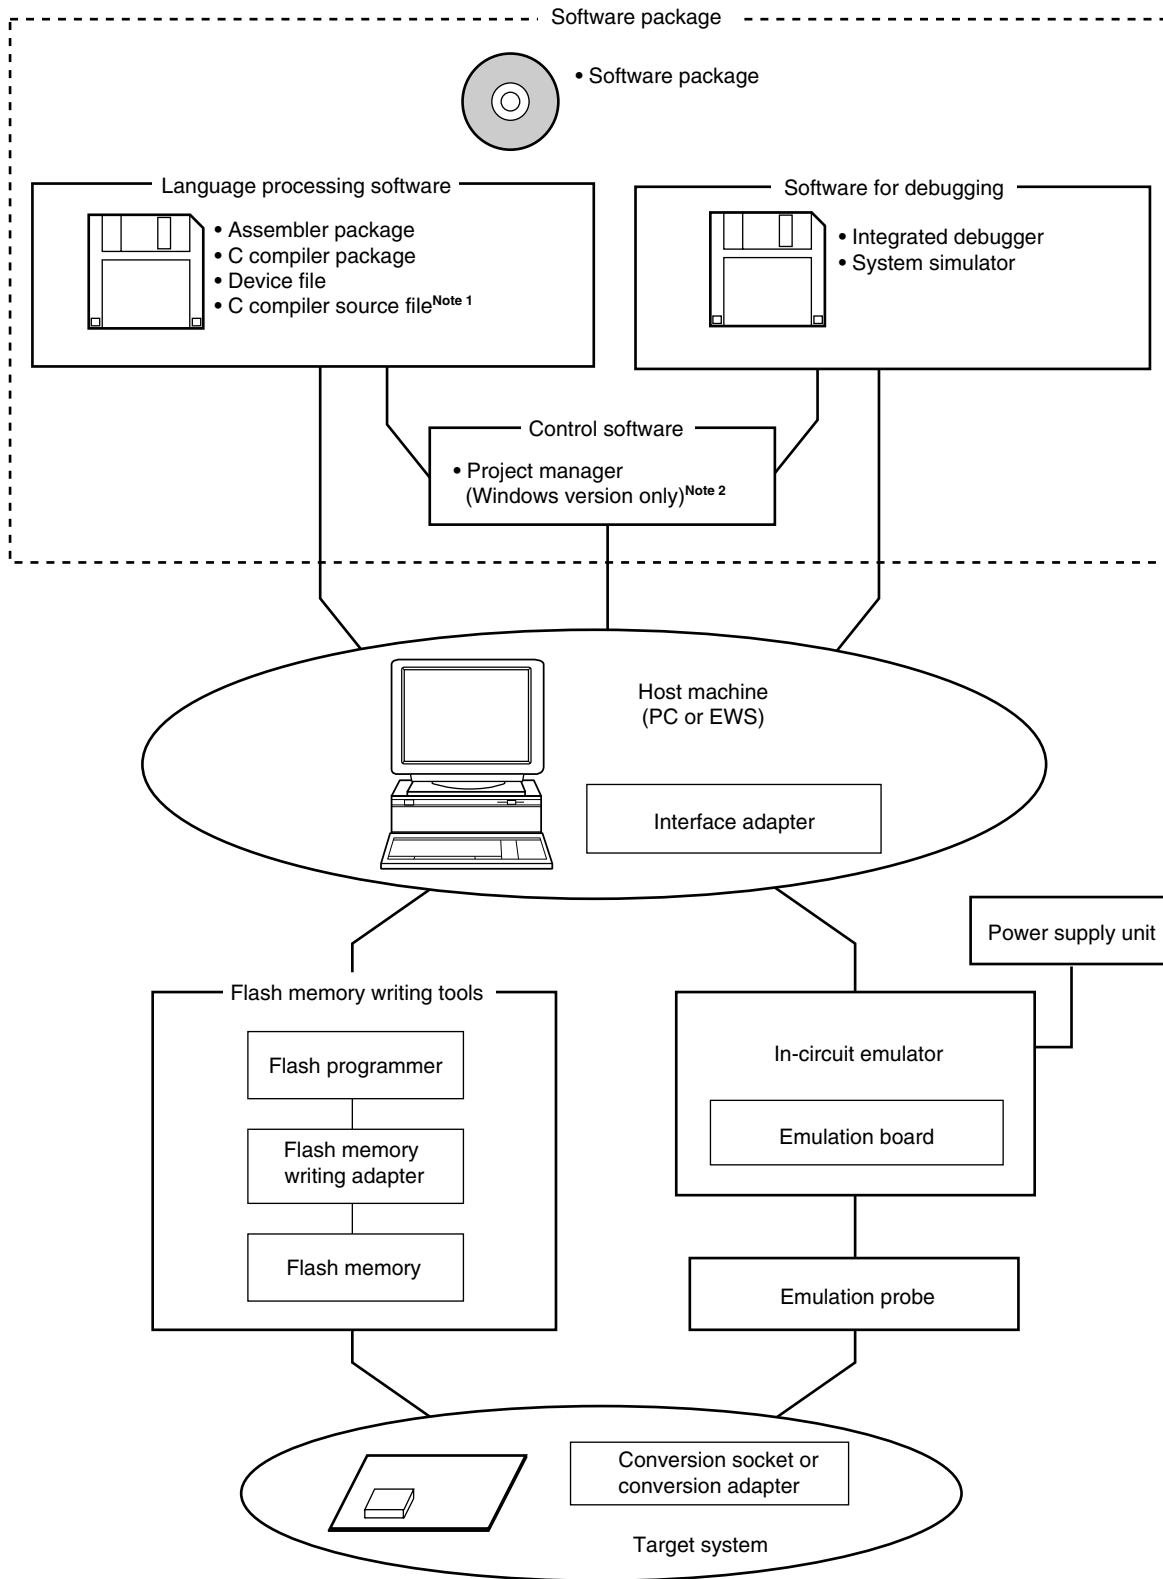 Software package
• Software package
Language processing software
• Assembler package
• C compiler package
• Device file
• C compiler source file Note 1
Software for debugging
• Integrated debugger
• System simulator
Control software
• Project manager
(Windows version only) Note 2
Host machine
(PC or EWS)
Interface adapter
Power supply unit
Flash memory writing tools
Flash programmer
Flash memory
writing adapter
Flash memory
In-circuit emulator
Emulation board
Emulation probe
Conversion socket or
conversion adapter
Target system